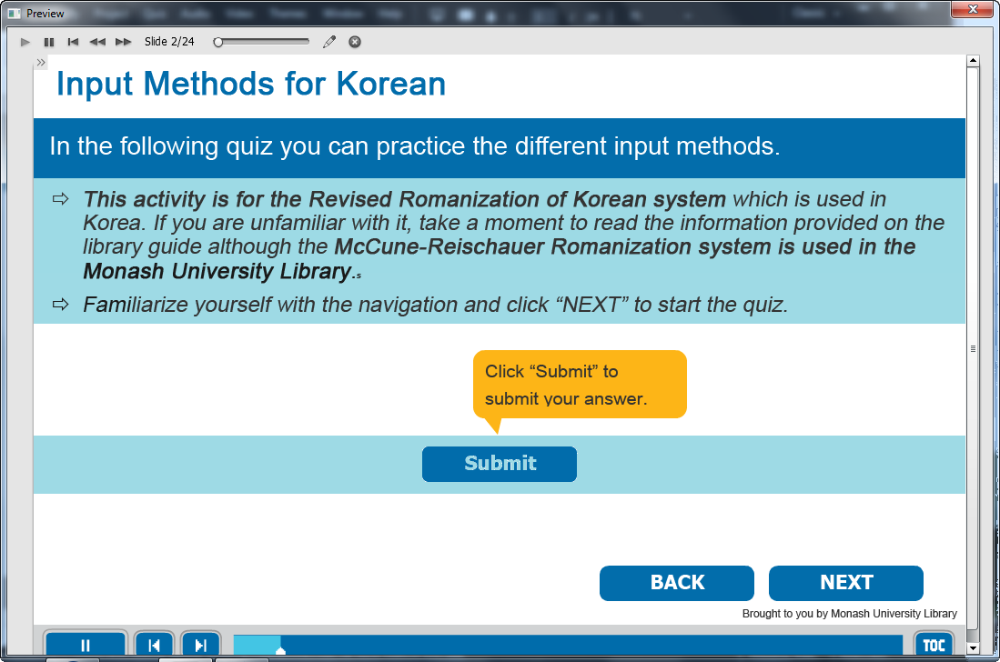 Preview
Slide 2/24
Input Methods for Korean
In the following quiz you can practice the different input methods.
This activity is for the Revised Romanization of Korean system which is used in
Korea. If you are unfamiliar with it, take a moment to read the information provided on the
library guide although the McCune-Reischauer Romanization system is used in the
Monash University Library.s
Familiarize yourself with the navigation and click “NEXT” to start the quiz.
Click “Submit” to
submit your answer.
Submit
BACK NEXT
Brought to you by Monash University Library
TOC